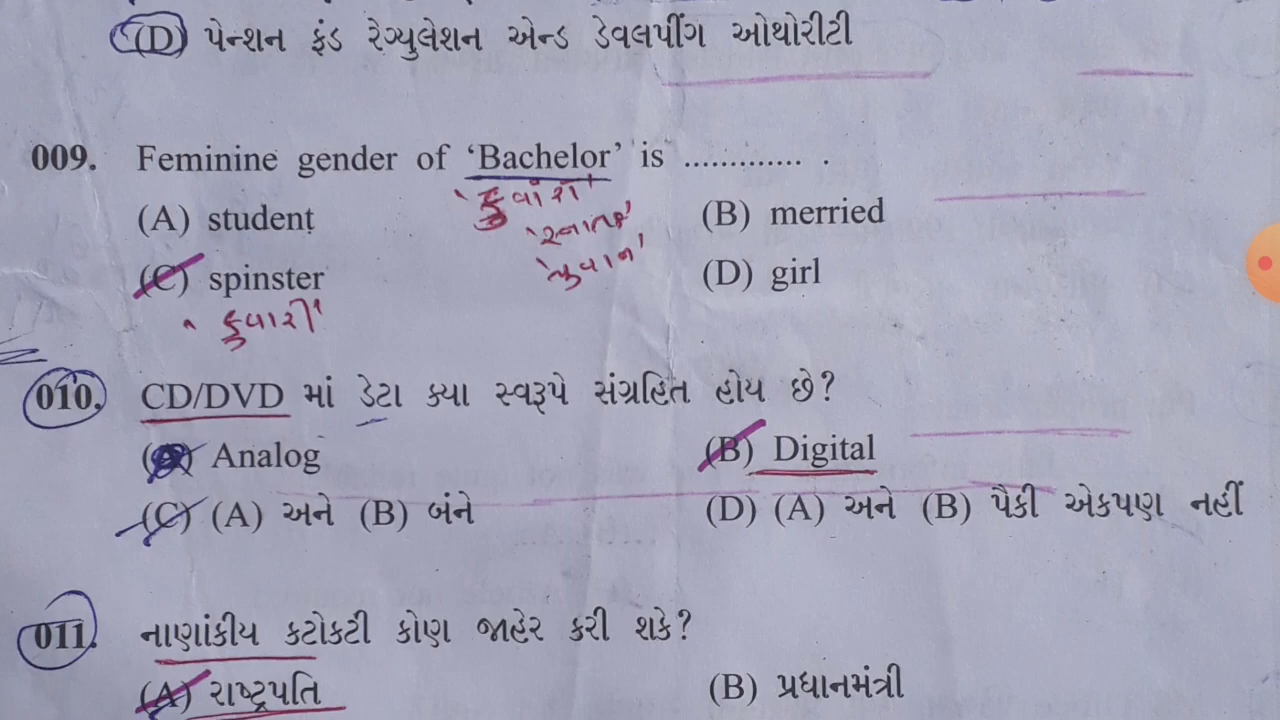 (D) પેન્શન ફંડ રેગ્યુલેશન એન્ડ ડેવલપીંગ ઓથોરીટી
009. Feminine gender of ‘Bachelor’ is ............. .
'કુવારો'
(A) student (B) merried
'સ્નાતક'
'યુવાન'
(C) spinster (D) girl
'કુવારી'
010. CD/DVD માં ડેટા ક્યા સ્વરૂપે સંગ્રહિત હોય છે?
(A) Analog (B) Digital
(C) (A) અને (B) બંને (D) (A) અને (B) પૈકી એકપણ નહીં
011. નાણાંકીય કટોકટી કોણ જાહેર કરી શકે?
(A) રાષ્ટ્રપતિ (B) પ્રધાનમંત્રી